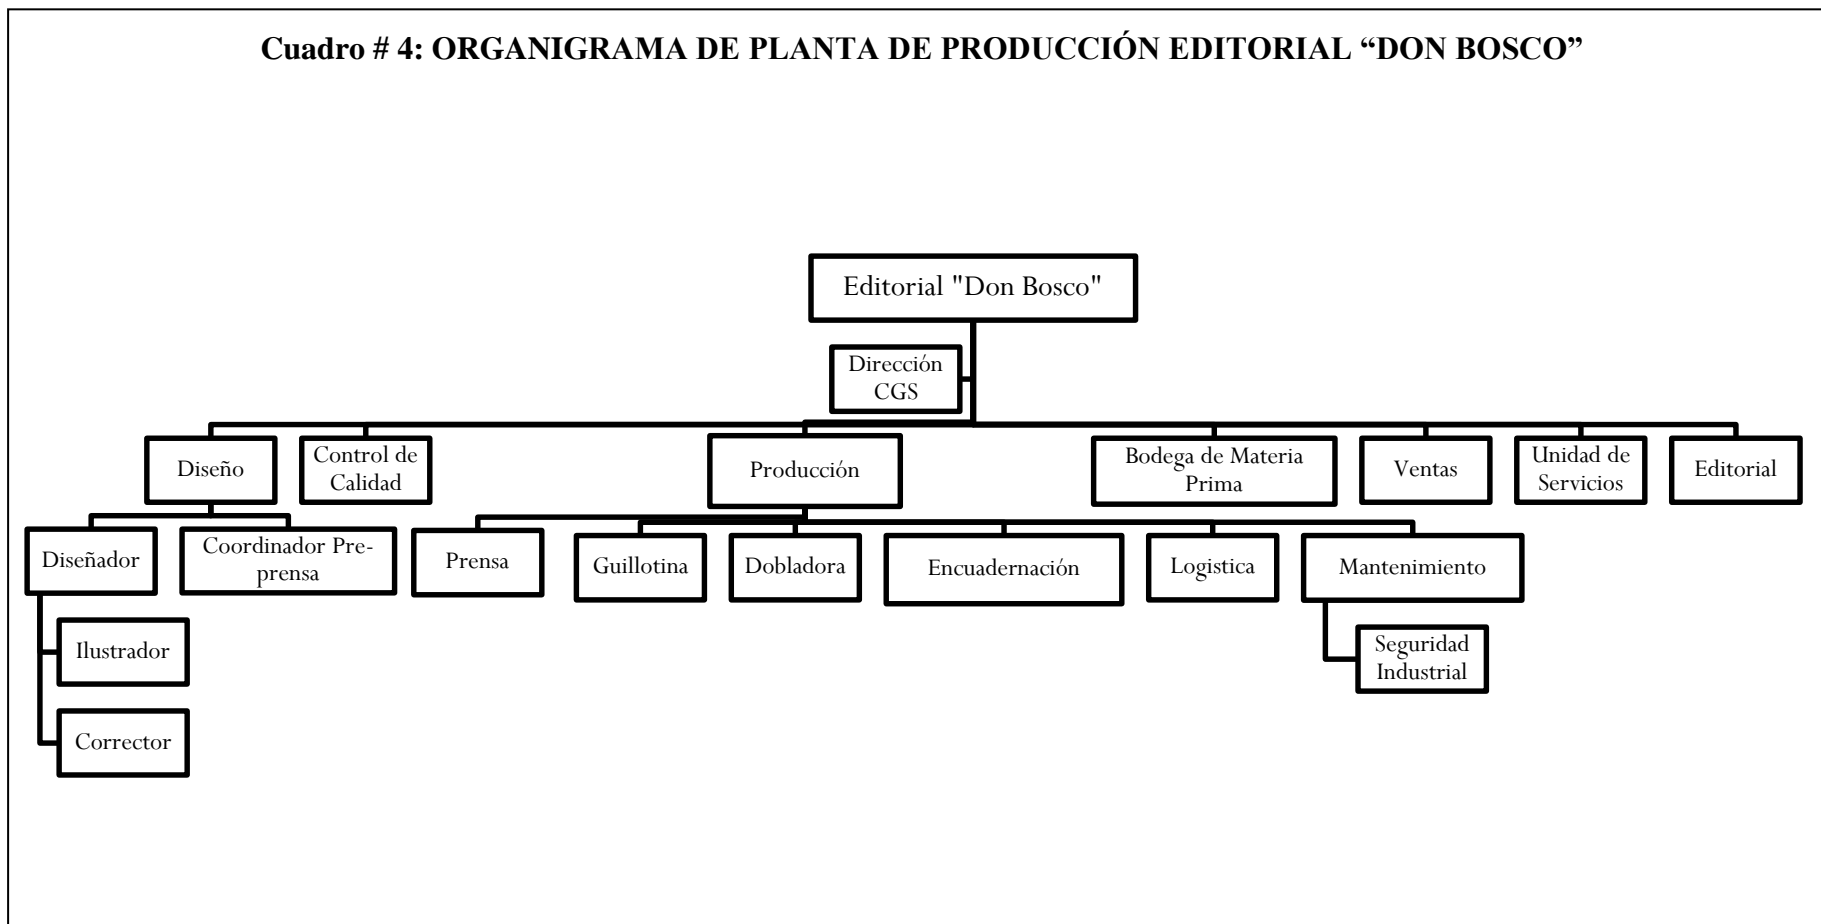 Cuadro # 4: ORGANIGRAMA DE PLANTA DE PRODUCCIÓN EDITORIAL “DON BOSCO”
Editorial "Don Bosco"
Dirección
CGS
Diseño
Control de
Calidad
Producción
Bodega de Materia
Prima
Ventas
Unidad de
Servicios
Editorial
Diseñador
Coordinador Pre-
prensa
Prensa
Guillotina
Dobladora
Encuadernación
Logistica
Mantenimiento
Ilustrador
Corrector
Seguridad
Industrial